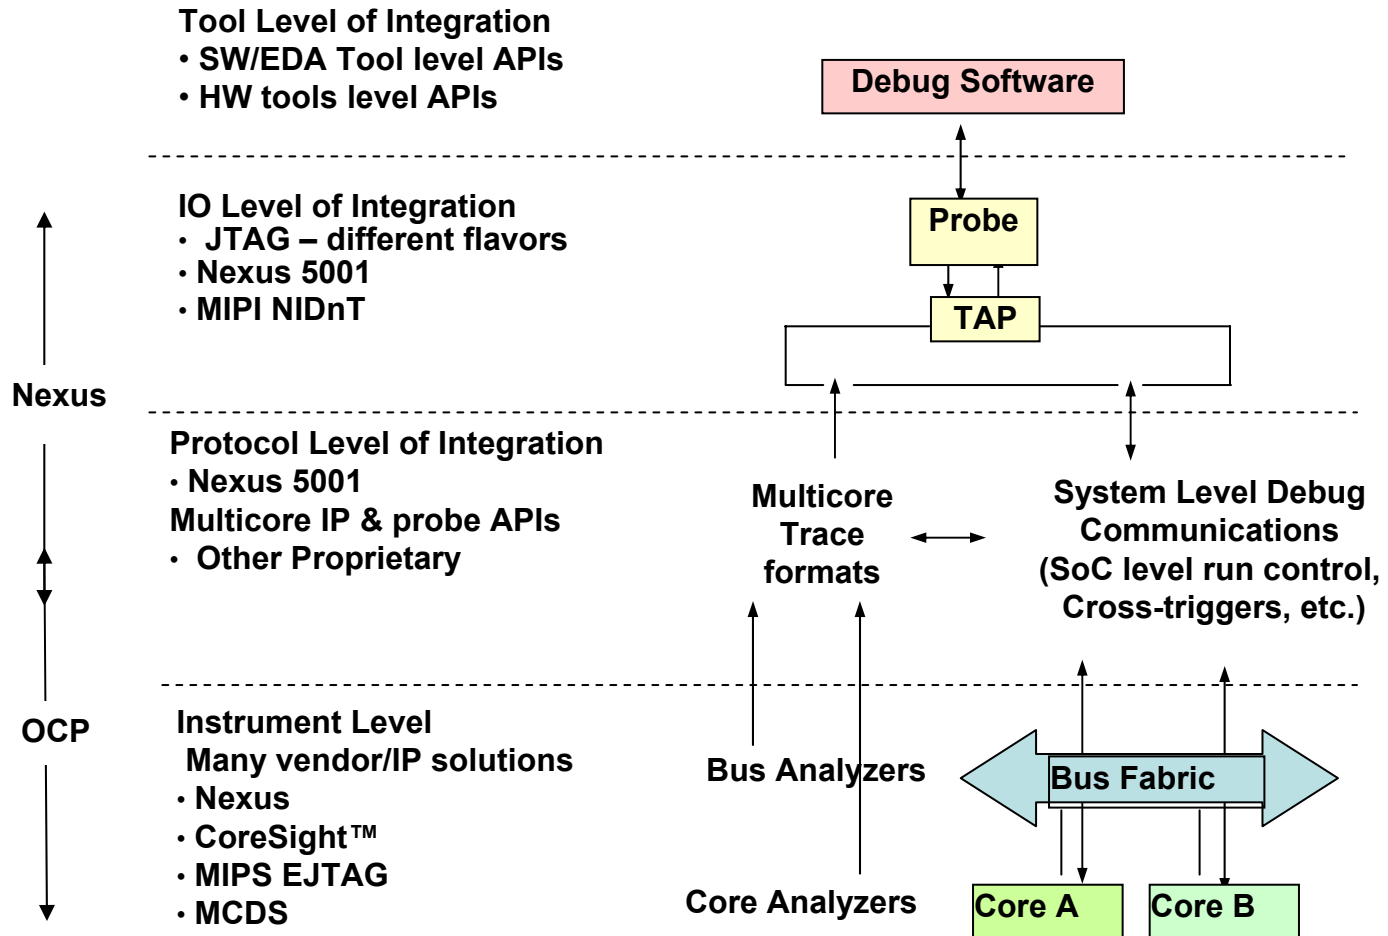 Tool Level of Integration
• SW/EDA Tool level APIs
• HW tools level APIs
Debug Software
IO Level of Integration
• JTAG – different flavors
• Nexus 5001
• MIPI NIDnT
Probe
TAP
Nexus
Protocol Level of Integration
• Nexus 5001
Multicore IP & probe APIs
• Other Proprietary
Multicore
Trace
formats
System Level Debug
Communications
(SoC level run control,
Cross-triggers, etc.)
OCP
Instrument Level
Many vendor/IP solutions
• Nexus
• CoreSight™
• MIPS EJTAG
• MCDS
Bus Analyzers
Bus Fabric
Core Analyzers
Core A
Core B